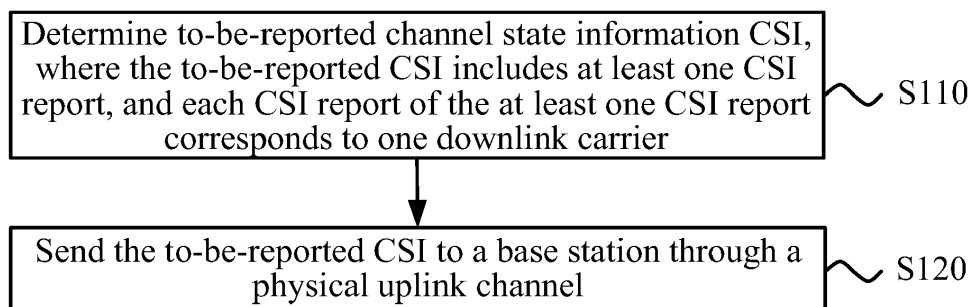 Determine to-be-reported channel state information CSI,
where the to-be-reported CSI includes at least one CSI
report, and each CSI report of the at least one CSI report
corresponds to one downlink carrier
S110
Send the to-be-reported CSI to a base station through a
physical uplink channel
S120